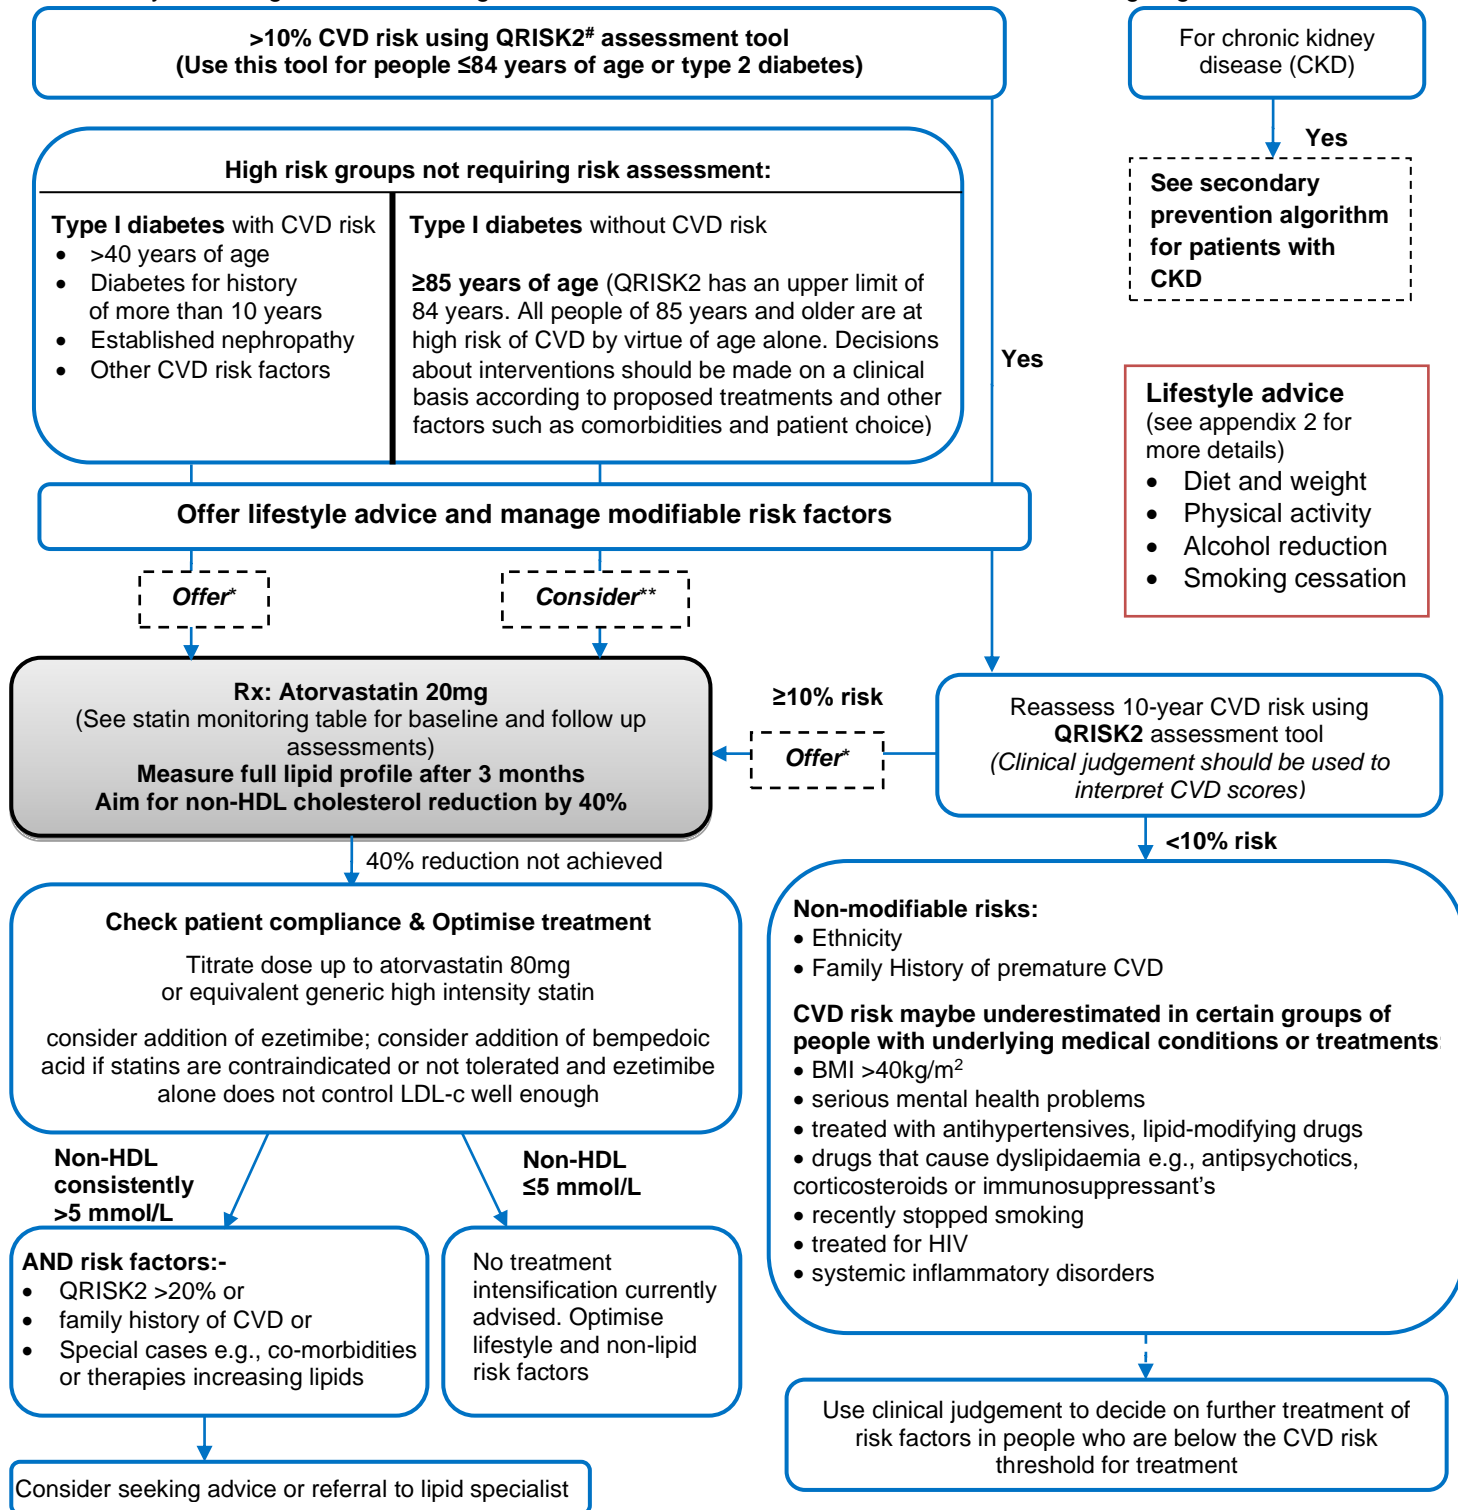 >10% CVD risk using QRISK2# assessment tool
(Use this tool for people ≤84 years of age or type 2 diabetes)
For chronic kidney
disease (CKD)
Yes
See secondary
prevention algorithm
for patients with
CKD
High risk groups not requiring risk assessment:
Type I diabetes with CVD risk
• >40 years of age
• Diabetes for history
of more than 10 years
• Established nephropathy
• Other CVD risk factors
Type I diabetes without CVD risk
≥85 years of age (QRISK2 has an upper limit of
84 years. All people of 85 years and older are at
high risk of CVD by virtue of age alone. Decisions
about interventions should be made on a clinical
basis according to proposed treatments and other
factors such as comorbidities and patient choice)
Yes
Lifestyle advice
(see appendix 2 for
more details)
• Diet and weight
• Physical activity
• Alcohol reduction
• Smoking cessation
Offer lifestyle advice and manage modifiable risk factors
Offer*
Consider**
Rx: Atorvastatin 20mg
(See statin monitoring table for baseline and follow up
assessments)
Measure full lipid profile after 3 months
Aim for non-HDL cholesterol reduction by 40%
≥10% risk
Offer*
Reassess 10-year CVD risk using
QRISK2 assessment tool
(Clinical judgement should be used to
interpret CVD scores)
<10% risk
40% reduction not achieved
Check patient compliance & Optimise treatment
Titrate dose up to atorvastatin 80mg
or equivalent generic high intensity statin
consider addition of ezetimibe; consider addition of bempedoic
acid if statins are contraindicated or not tolerated and ezetimibe
alone does not control LDL-c well enough
Non-HDL
consistently
>5 mmol/L
Non-HDL
≤5 mmol/L
AND risk factors:-
• QRISK2 >20% or
• family history of CVD or
• Special cases e.g., co-morbidities
or therapies increasing lipids
No treatment
intensification currently
advised. Optimise
lifestyle and non-lipid
risk factors
Consider seeking advice or referral to lipid specialist
Non-modifiable risks:
• Ethnicity
• Family History of premature CVD
CVD risk maybe underestimated in certain groups of
people with underlying medical conditions or treatments:
• BMI >40kg/m2
• serious mental health problems
• treated with antihypertensives, lipid-modifying drugs
• drugs that cause dyslipidaemia e.g., antipsychotics,
corticosteroids or immunosuppressant's
• recently stopped smoking
• treated for HIV
• systemic inflammatory disorders
Use clinical judgement to decide on further treatment of
risk factors in people who are below the CVD risk
threshold for treatment